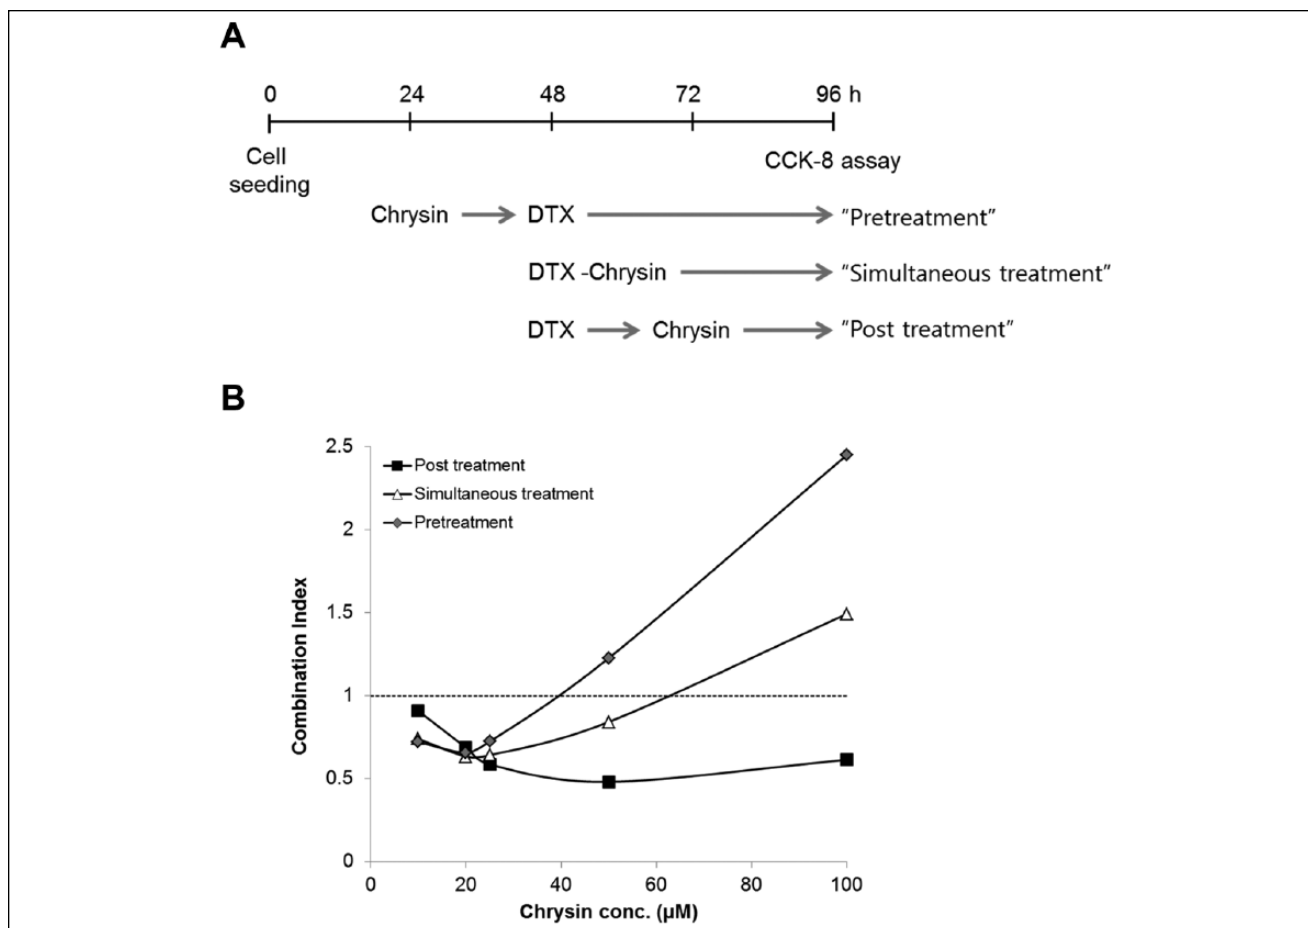 A
0 24 48 72 96 h
Cell
seeding
CCK-8 assay
Chrysin DTX "Pretreatment"
DTX -Chrysin "Simultaneous treatment"
DTX Chrysin "Post treatment"
B
2.5
Post treatment
Simultaneous treatment
Pretreatment
2
1.5
1
0.5
0
Combination Index
0 20 40 60 80 100
Chrysin conc. (µM)